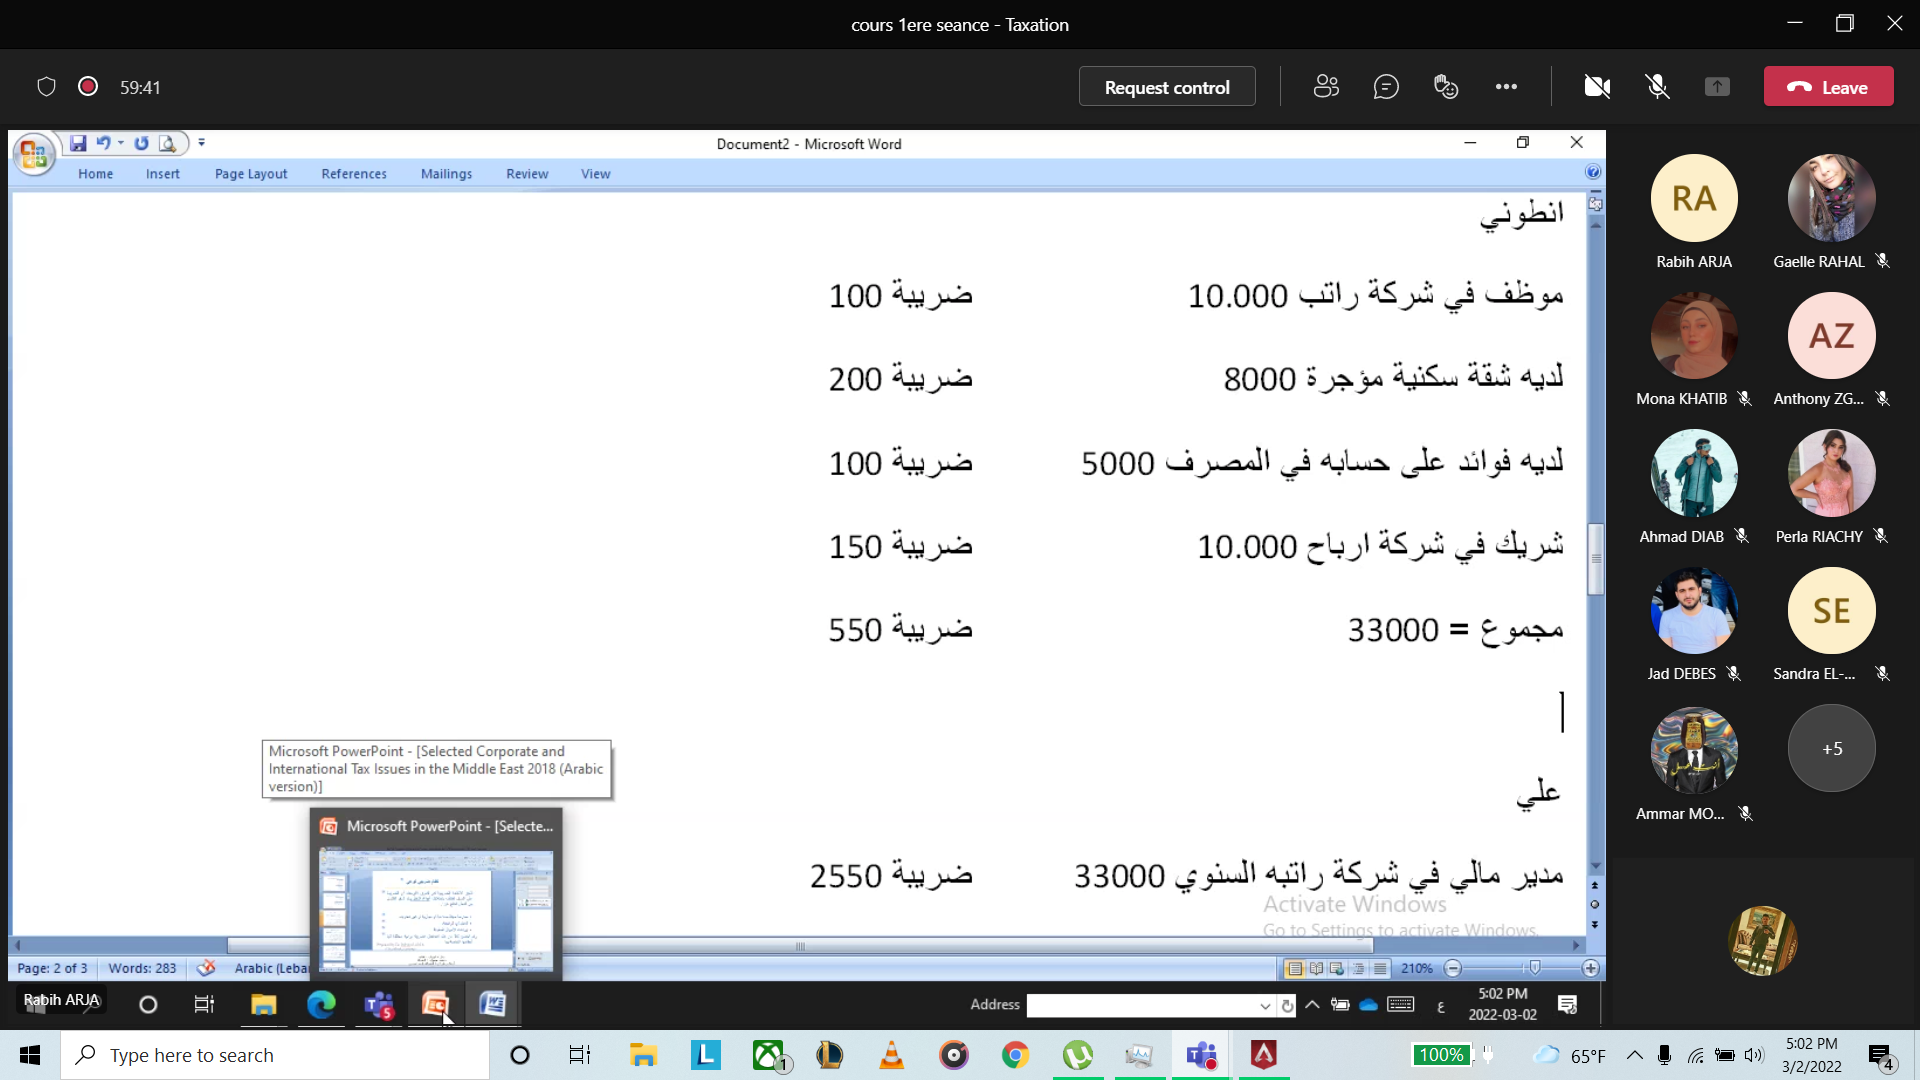 cours 1ere seance - Taxation
59:41
Request control
Leave
Document2 - Microsoft Word
Home Insert Page Layout References Mailings Review View
انطوني
موظف في شركة راتب 10.000 ضريبة 100
لديه شقة سكنية مؤجرة 8000 ضريبة 200
لديه فوائد على حسابه في المصرف 5000 ضريبة 100
شريك في شركة ارباح 10.000 ضريبة 150
مجموع = 33000 ضريبة 550
علي
مدير مالي في شركة راتبه السنوي 33000 ضريبة 2550
Activate Windows
Go to Settings to activate Windows.
Microsoft PowerPoint - [Selected Corporate and
International Tax Issues in the Middle East 2018 (Arabic
version)]
Microsoft PowerPoint - [Selecte...
Page: 2 of 3 Words: 283 Arabic (Leba
210%
Rabih ARJA
5
Address
ع
5:02 PM
2022-03-02
RA
Rabih ARJA
Gaelle RAHAL
Mona KHATIB
AZ
Anthony ZG...
Ahmad DIAB
Perla RIACHY
Jad DEBES
SE
Sandra EL-...
Ammar MO...
+5
Type here to search
1
100%
65°F
5:02 PM
3/2/2022
4